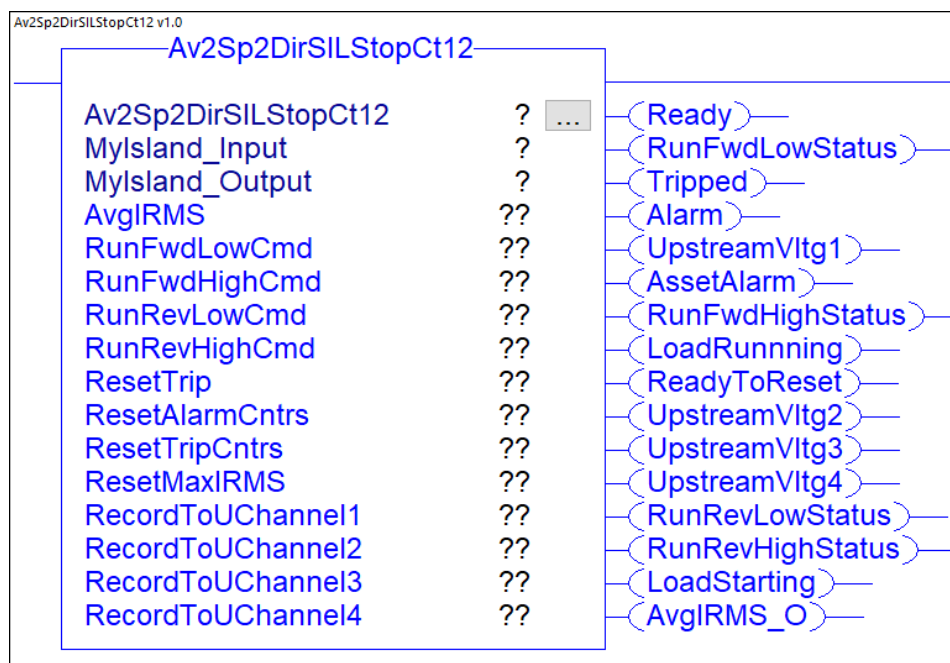 Av2Sp2DirSILStopCt12 v1.0
Av2Sp2DirSILStopCt12
Av2Sp2DirSILStopCt12 ? ... Ready
MyIsland_Input ? RunFwdLowStatus
MyIsland_Output ? Tripped
AvgIRMS ?? Alarm
RunFwdLowCmd ?? UpstreamVltg1
RunFwdHighCmd ?? AssetAlarm
RunRevLowCmd ?? RunFwdHighStatus
RunRevHighCmd ?? LoadRunnning
ResetTrip ?? ReadyToReset
ResetAlarmCntrs ?? UpstreamVltg2
ResetTripCntrs ?? UpstreamVltg3
ResetMaxIRMS ?? UpstreamVltg4
RecordToUChannel1 ?? RunRevLowStatus
RecordToUChannel2 ?? RunRevHighStatus
RecordToUChannel3 ?? LoadStarting
RecordToUChannel4 ?? AvgIRMS_O